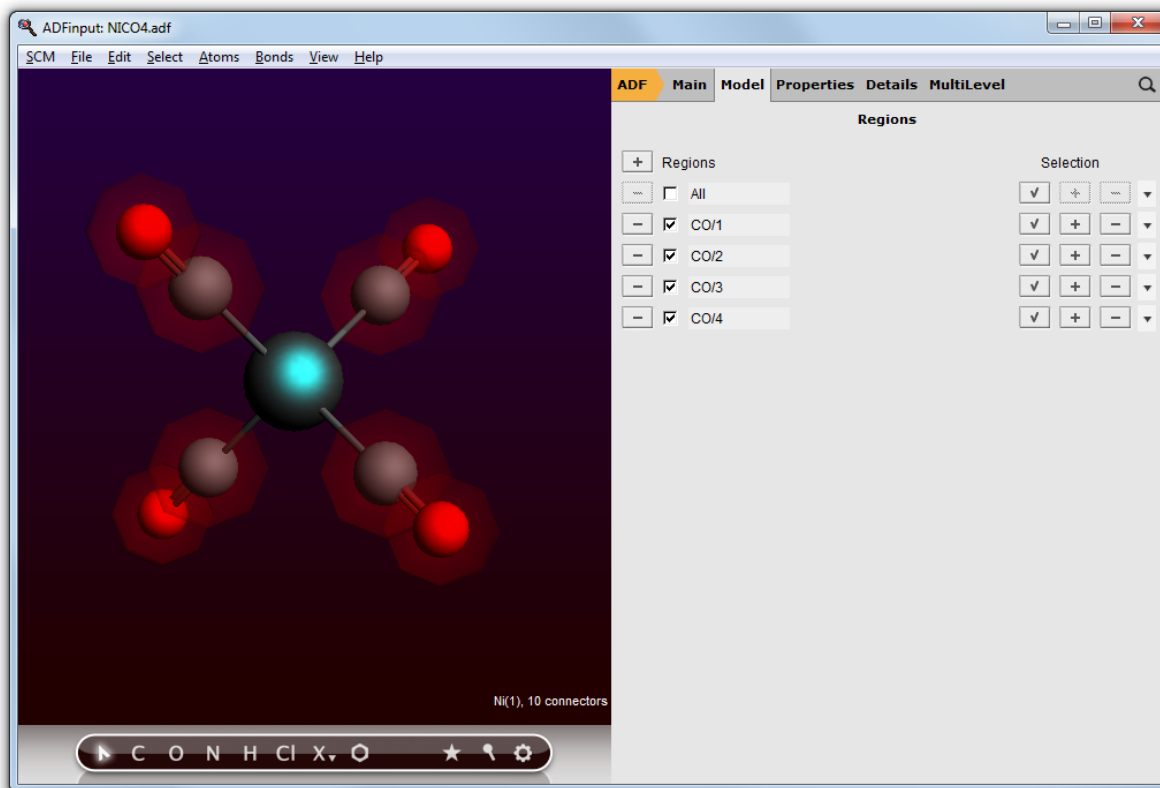 ADFinput: NICO4.adf
SCM File Edit Select Atoms Bonds View Help
ADF Main Model Properties Details MultiLevel
Regions
+ Regions Selection
All
CO/1
CO/2
CO/3
CO/4
Ni(1), 10 connectors
C O N H Cl X